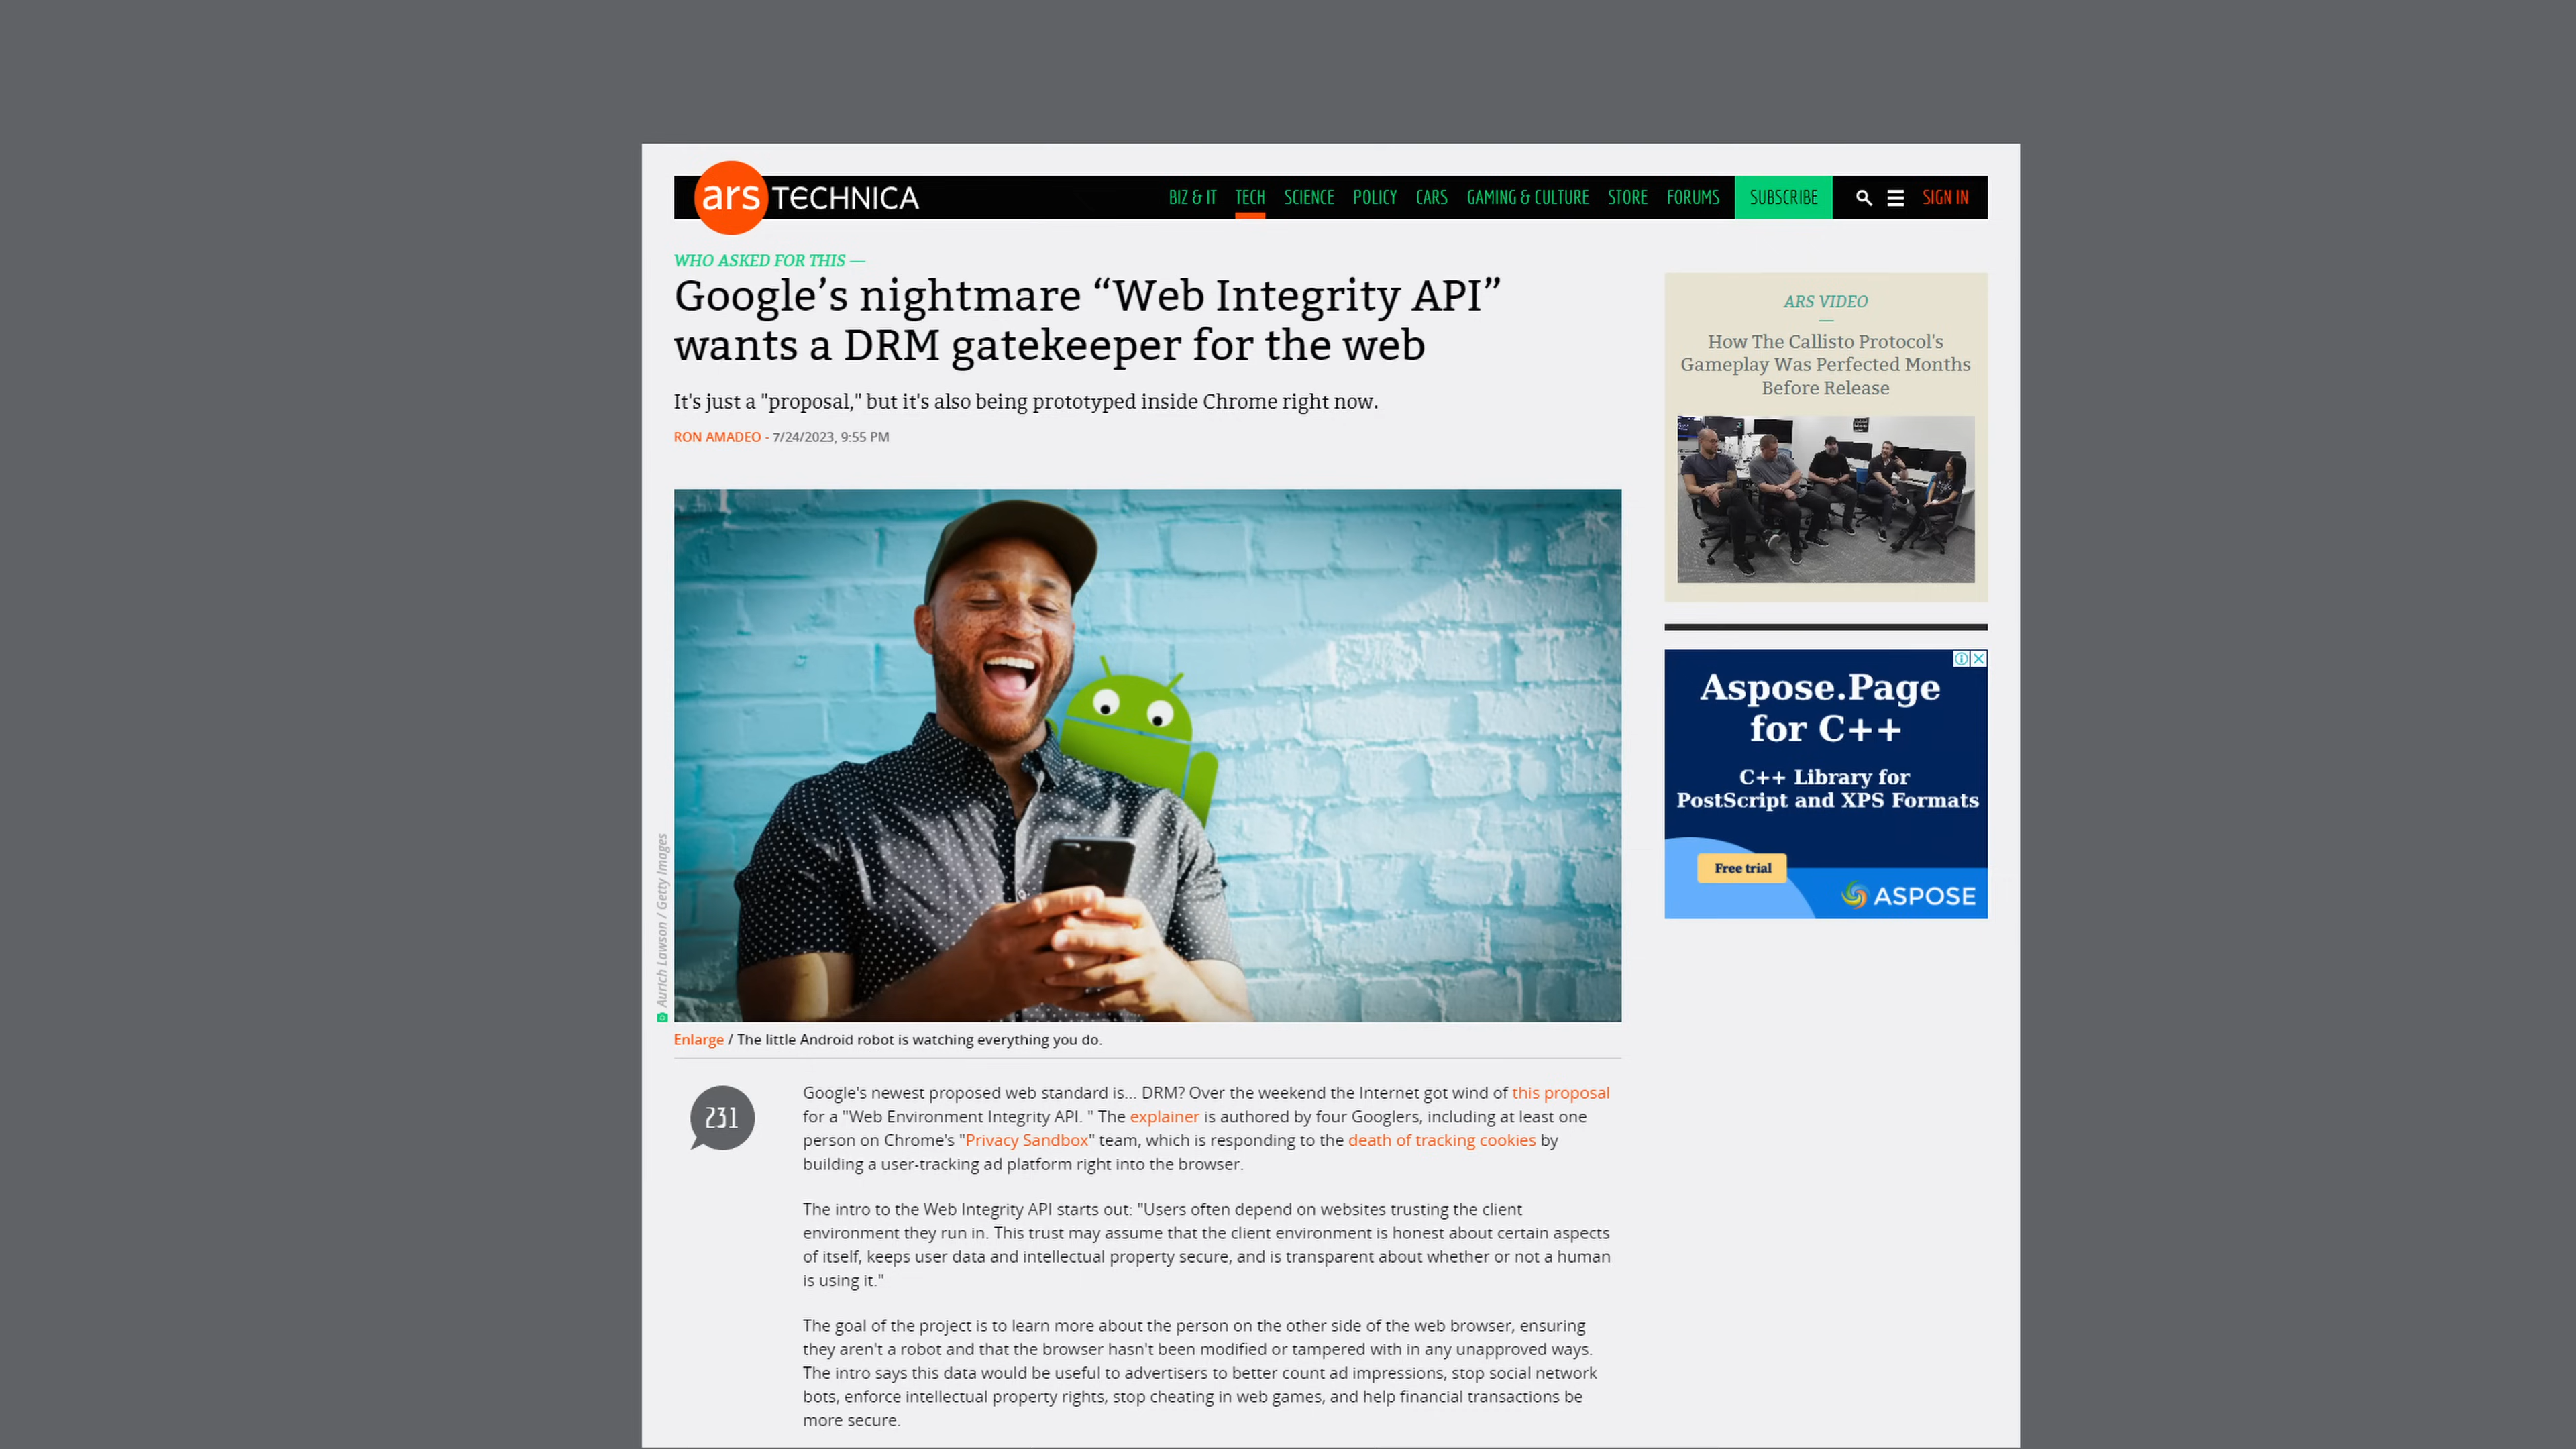 ars TECHNICA
BIZ & IT TECH SCIENCE POLICY CARS GAMING & CULTURE STORE FORUMS SUBSCRIBE SIGN IN
WHO ASKED FOR THIS —
Google’s nightmare “Web Integrity API”
wants a DRM gatekeeper for the web
It's just a "proposal," but it's also being prototyped inside Chrome right now.
RON AMADEO - 7/24/2023, 9:55 PM
Aurich Lawson / Getty Images
Enlarge / The little Android robot is watching everything you do.
231
Google's newest proposed web standard is... DRM? Over the weekend the Internet got wind of this proposal
for a "Web Environment Integrity API. " The explainer is authored by four Googlers, including at least one
person on Chrome's "Privacy Sandbox" team, which is responding to the death of tracking cookies by
building a user-tracking ad platform right into the browser.
The intro to the Web Integrity API starts out: "Users often depend on websites trusting the client
environment they run in. This trust may assume that the client environment is honest about certain aspects
of itself, keeps user data and intellectual property secure, and is transparent about whether or not a human
is using it."
The goal of the project is to learn more about the person on the other side of the web browser, ensuring
they aren't a robot and that the browser hasn't been modified or tampered with in any unapproved ways.
The intro says this data would be useful to advertisers to better count ad impressions, stop social network
bots, enforce intellectual property rights, stop cheating in web games, and help financial transactions be
more secure.
ARS VIDEO
—
How The Callisto Protocol's
Gameplay Was Perfected Months
Before Release
Aspose.Page
for C++
C++ Library for
PostScript and XPS Formats
Free trial
ASPOSE